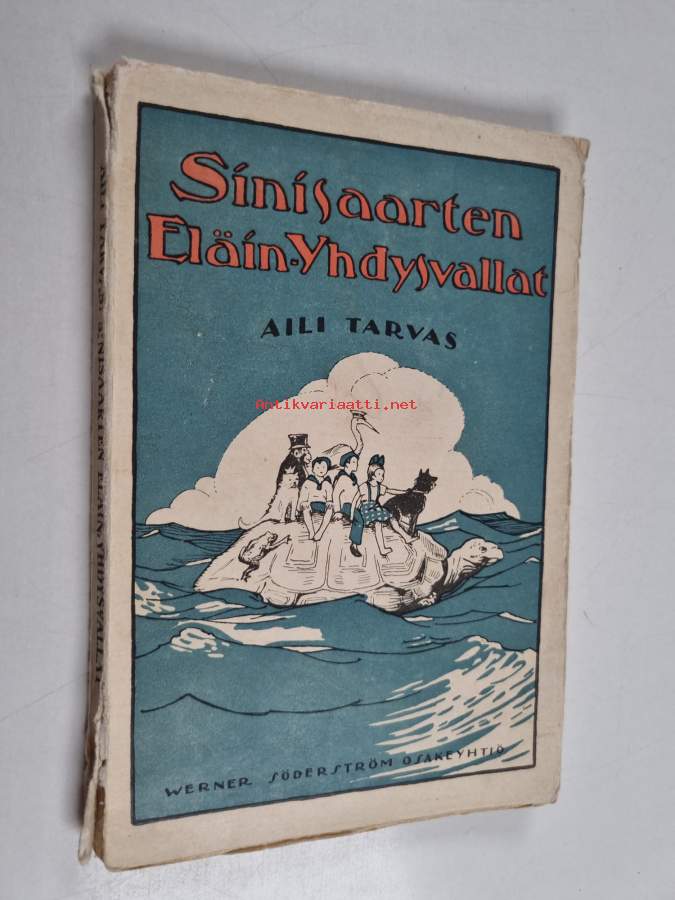 Sinisaarten
Eläin-Yhdysvallat
AILI TARVAS
Antikvariaatti.net
WERNER SÖDERSTRÖM OSAKEYHTIÖ
AILI TARVAS: SINISAARTEN ELÄIN-YHDYSVALLAT